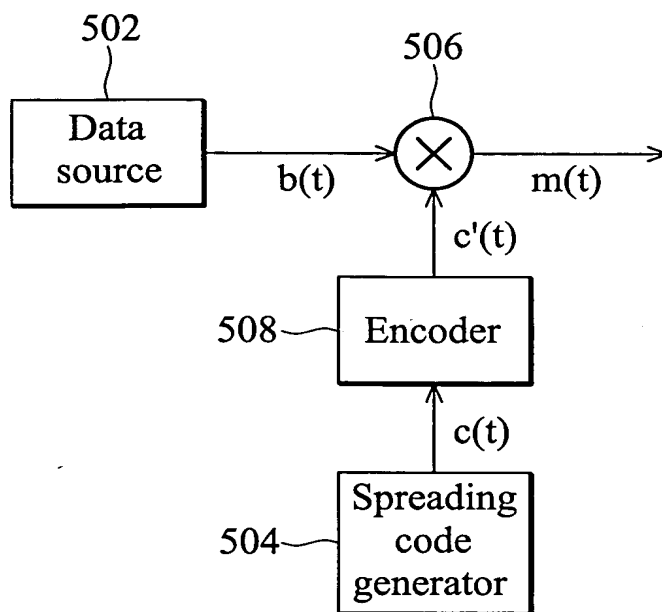 502
506
Data
source
b(t)
m(t)
c'(t)
508
Encoder
c(t)
504
Spreading
code
generator